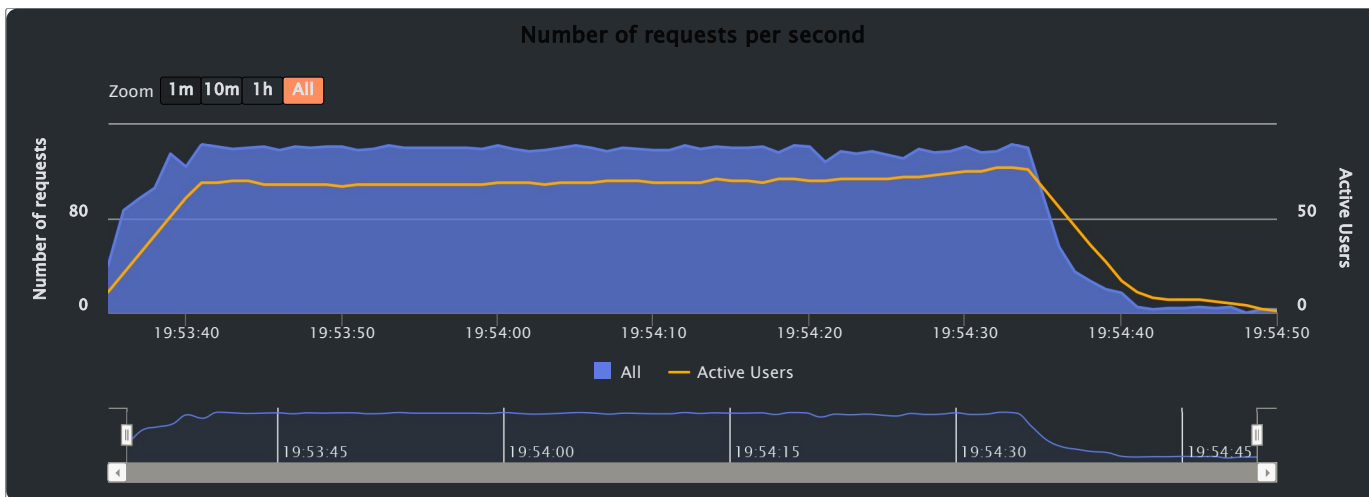 Number of requests per second
Zoom 1m 10m 1h All
Number of requests
80
0
Active Users
50
0
19:53:40 19:53:50 19:54:00 19:54:10 19:54:20 19:54:30 19:54:40 19:54:50
All Active Users
19:53:45 19:54:00 19:54:15 19:54:30 19:54:45